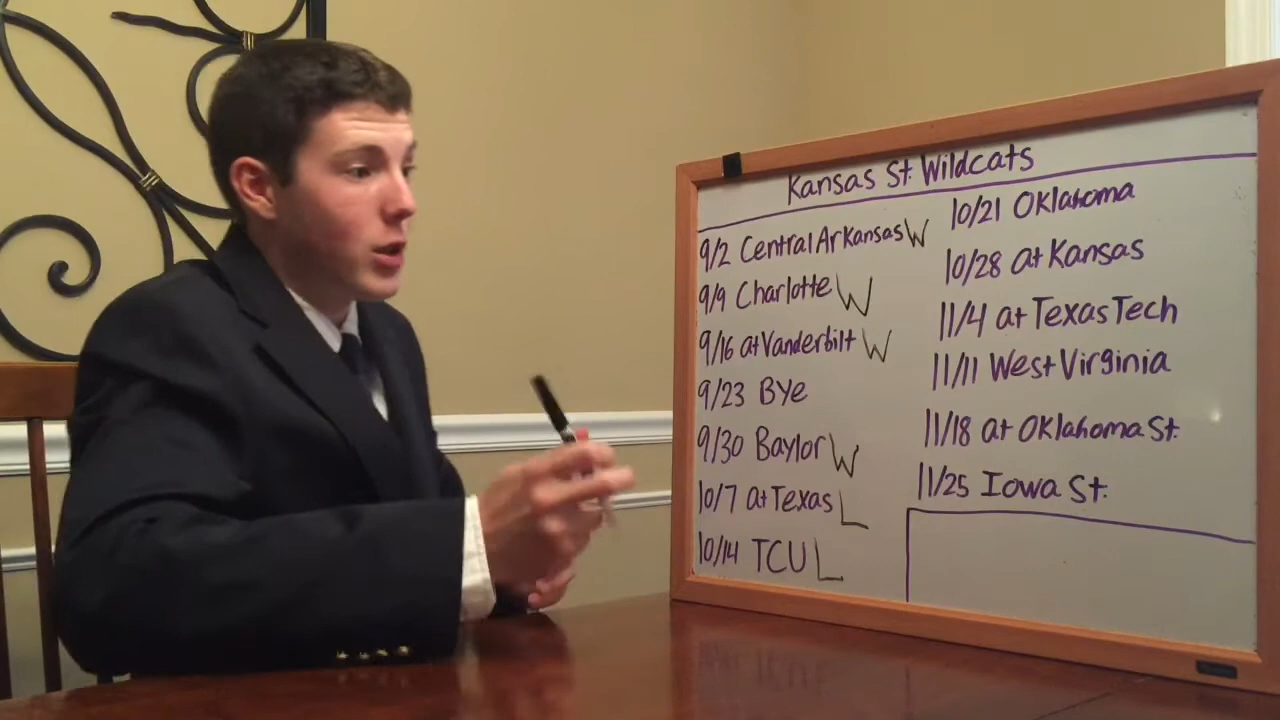 Kansas St Wildcats
9/2 Central Arkansas W
9/9 Charlotte W
9/16 at Vanderbilt W
9/23 Bye
9/30 Baylor W
10/7 at Texas L
10/14 TCU L
10/21 Oklahoma
10/28 at Kansas
11/4 at Texas Tech
11/11 West Virginia
11/18 at Oklahoma St.
11/25 Iowa St.